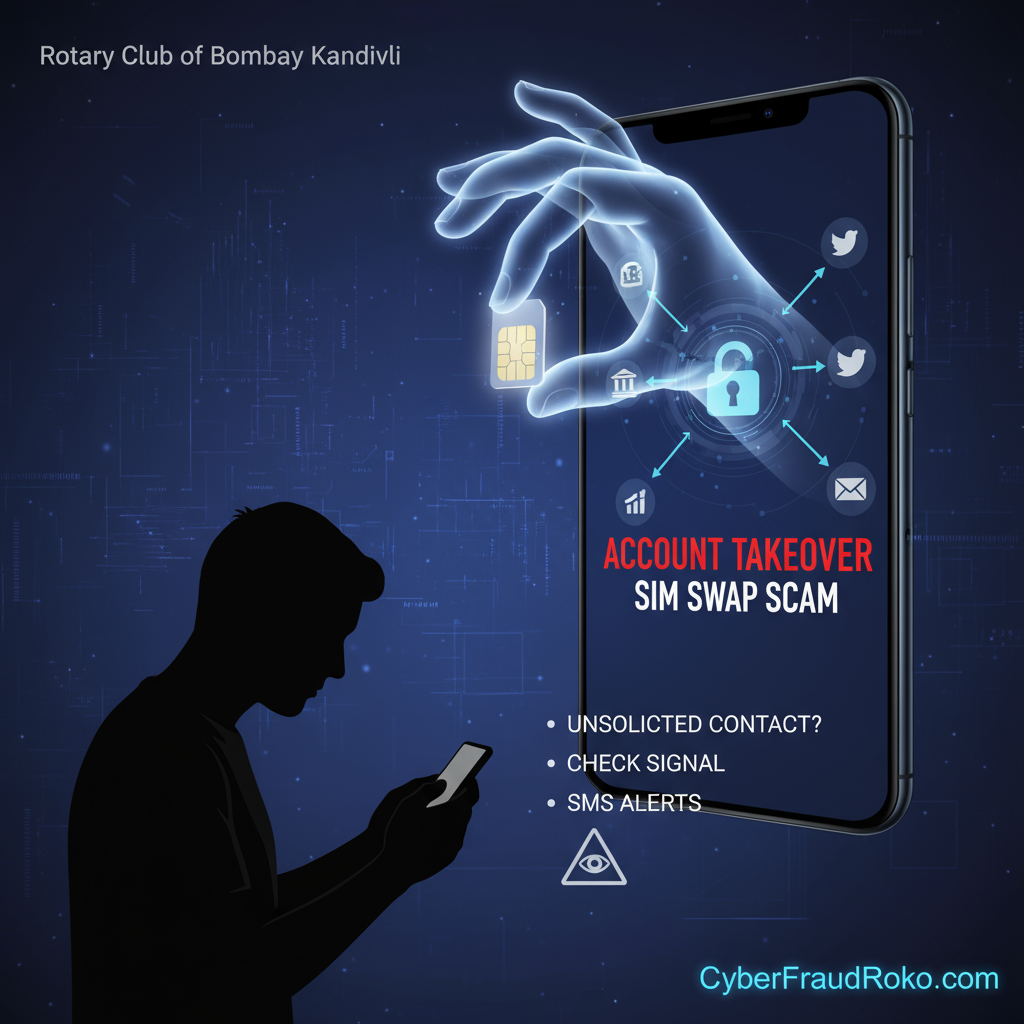 Rotary Club of Bombay Kandivli
ACCOUNT TAKEOVER
SIM SWAP SCAM
• UNSOLICTED CONTACT?
• CHECK SIGNAL
• SMS ALERTS
CyberFraudRoko.com